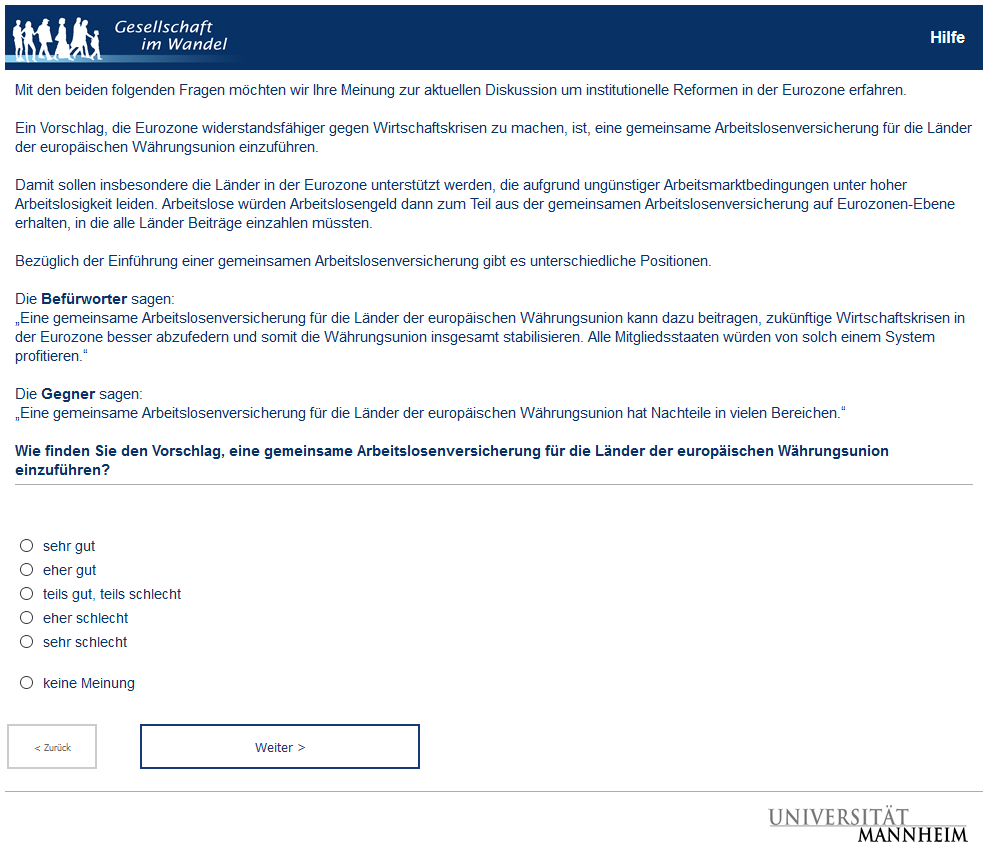 Gesellschaft
im Wandel
Hilfe
Mit den beiden folgenden Fragen möchten wir Ihre Meinung zur aktuellen Diskussion um institutionelle Reformen in der Eurozone erfahren.
Ein Vorschlag, die Eurozone widerstandsfähiger gegen Wirtschaftskrisen zu machen, ist, eine gemeinsame Arbeitslosenversicherung für die Länder
der europäischen Währungsunion einzuführen.
Damit sollen insbesondere die Länder in der Eurozone unterstützt werden, die aufgrund ungünstiger Arbeitsmarktbedingungen unter hoher
Arbeitslosigkeit leiden. Arbeitslose würden Arbeitslosengeld dann zum Teil aus der gemeinsamen Arbeitslosenversicherung auf Eurozonen-Ebene
erhalten, in die alle Länder Beiträge einzahlen müssten.
Bezüglich der Einführung einer gemeinsamen Arbeitslosenversicherung gibt es unterschiedliche Positionen.
Die Befürworter sagen:
„Eine gemeinsame Arbeitslosenversicherung für die Länder der europäischen Währungsunion kann dazu beitragen, zukünftige Wirtschaftskrisen in
der Eurozone besser abzufedern und somit die Währungsunion insgesamt stabilisieren. Alle Mitgliedsstaaten würden von solch einem System
profitieren.“
Die Gegner sagen:
„Eine gemeinsame Arbeitslosenversicherung für die Länder der europäischen Währungsunion hat Nachteile in vielen Bereichen.“
Wie finden Sie den Vorschlag, eine gemeinsame Arbeitslosenversicherung für die Länder der europäischen Währungsunion
einzuführen?
sehr gut
eher gut
teils gut, teils schlecht
eher schlecht
sehr schlecht
keine Meinung
< Zurück
Weiter >
UNIVERSITÄT
MANNHEIM